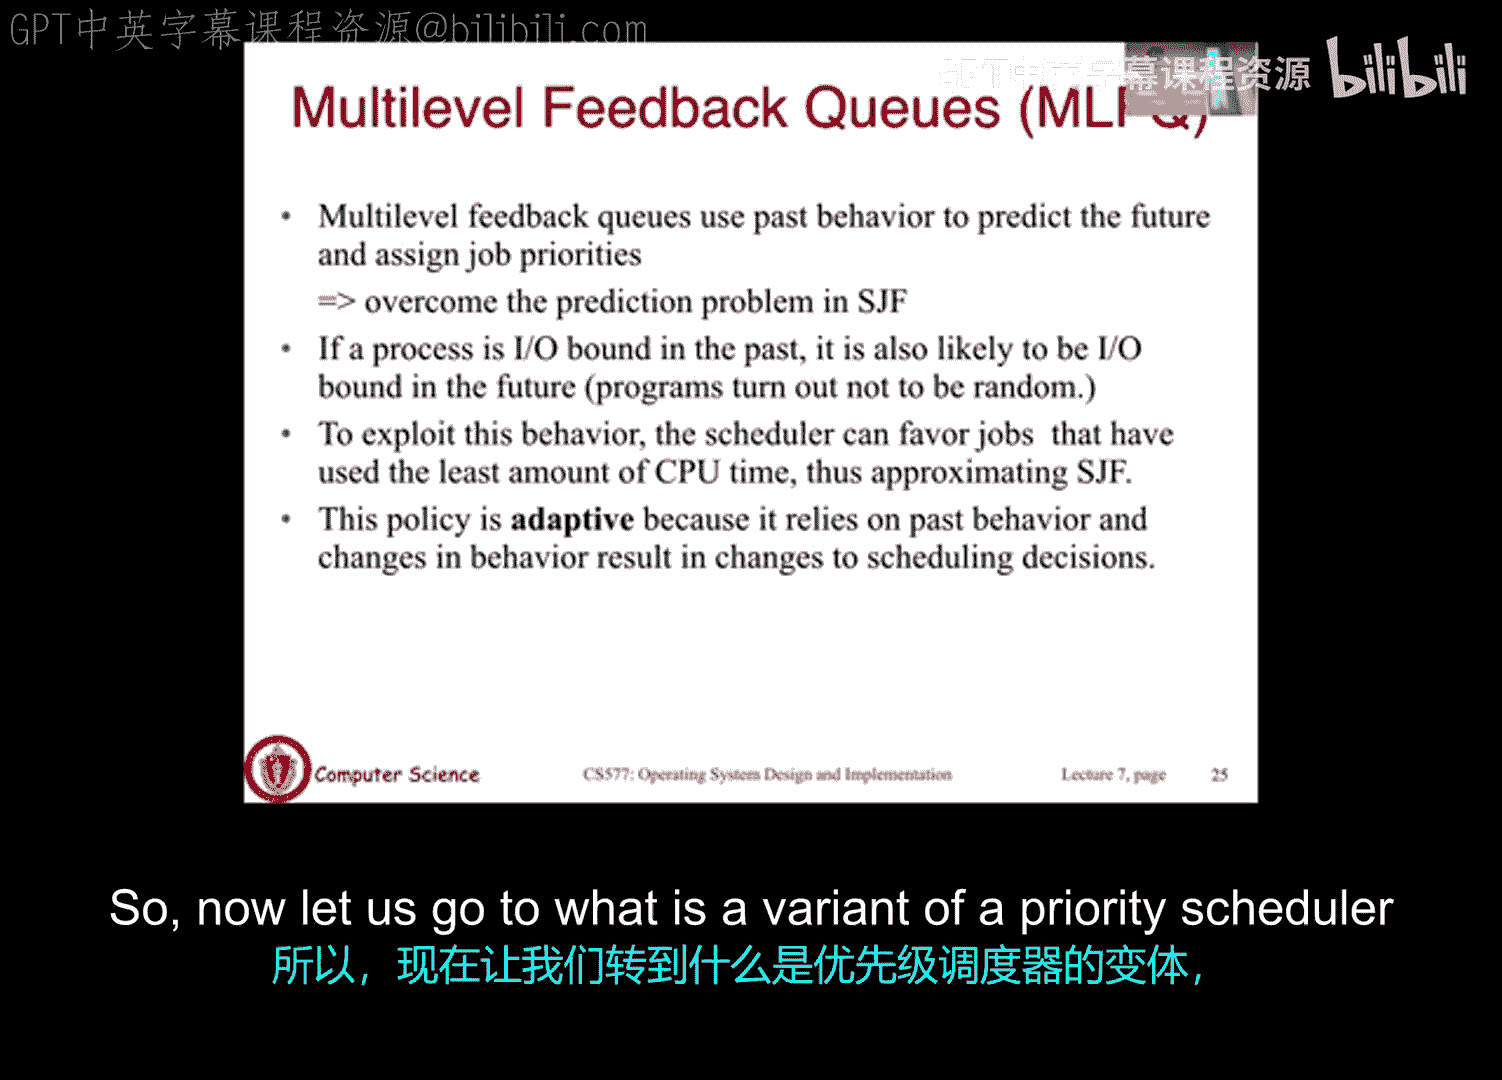 GPT中英字幕课程资源@bilibili.com
字幕课程资源 bilibili
Multilevel Feedback Queues (MLFQ)
• Multilevel feedback queues use past behavior to predict the future
and assign job priorities
=> overcome the prediction problem in SJF
• If a process is I/O bound in the past, it is also likely to be I/O
bound in the future (programs turn out not to be random.)
• To exploit this behavior, the scheduler can favor jobs that have
used the least amount of CPU time, thus approximating SJF.
• This policy is adaptive because it relies on past behavior and
changes in behavior result in changes to scheduling decisions.
Computer Science CS577: Operating System Design and Implementation Lecture 7, page 25
So, now let us go to what is a variant of a priority scheduler
所以，现在让我们转到什么是优先级调度器的变体，